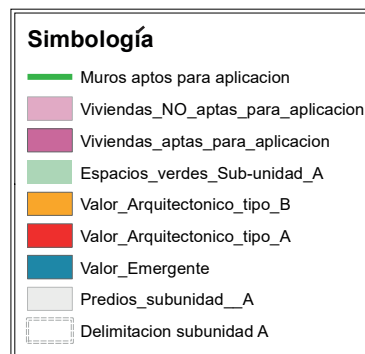 Simbología
Muros aptos para aplicacion
Viviendas_NO_aptas_para_aplicacion
Viviendas_aptas_para_aplicacion
Espacios_verdes_Sub-unidad_A
Valor_Arquitectonico_tipo_B
Valor_Arquitectonico_tipo_A
Valor_Emergente
Predios_subunidad__A
Delimitacion subunidad A